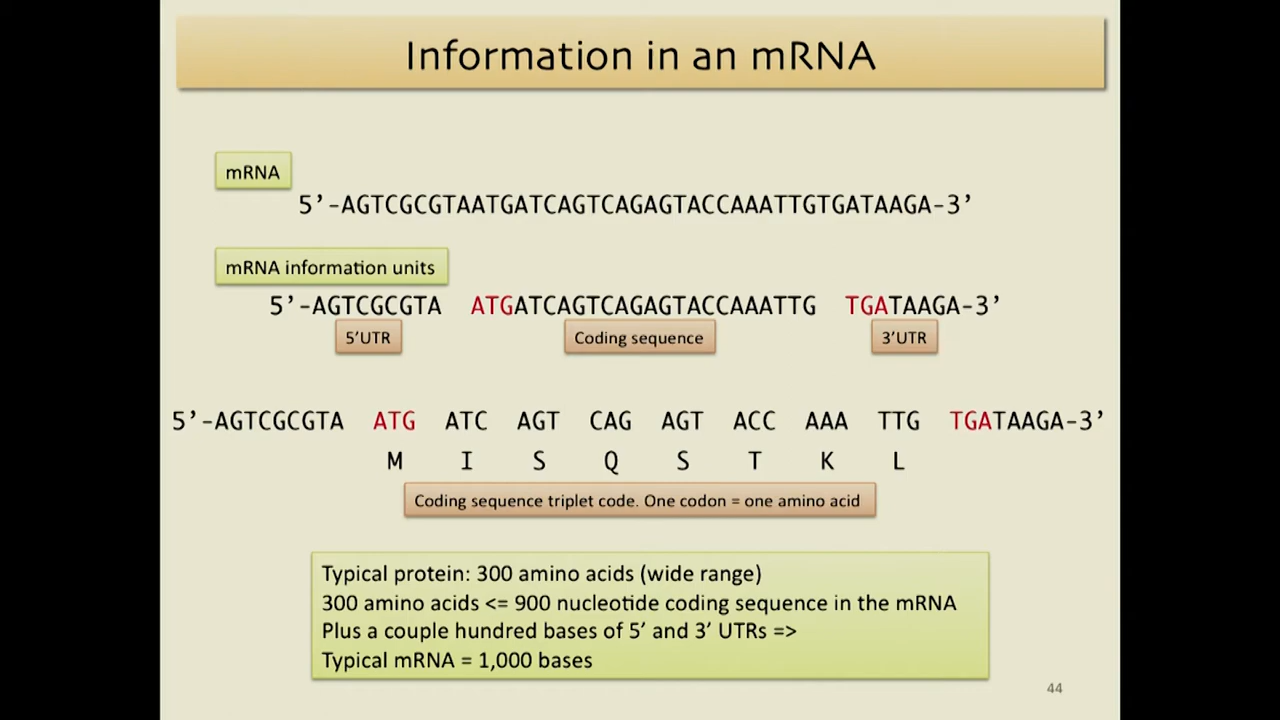 Information in an mRNA
mRNA
5’-AGTCGCGTAATGATCAGTCAGAGTACCAAATTGTGATAAGA-3’
mRNA information units
5’-AGTCGCGTA ATGATCAGTCAGAGTACCAAATTG TGATAAGA-3’
5’UTR Coding sequence 3’UTR
5’-AGTCGCGTA ATG ATC AGT CAG AGT ACC AAA TTG TGATAAGA-3’
M I S Q S T K L
Coding sequence triplet code. One codon = one amino acid
Typical protein: 300 amino acids (wide range)
300 amino acids <= 900 nucleotide coding sequence in the mRNA
Plus a couple hundred bases of 5’ and 3’ UTRs =>
Typical mRNA = 1,000 bases
44